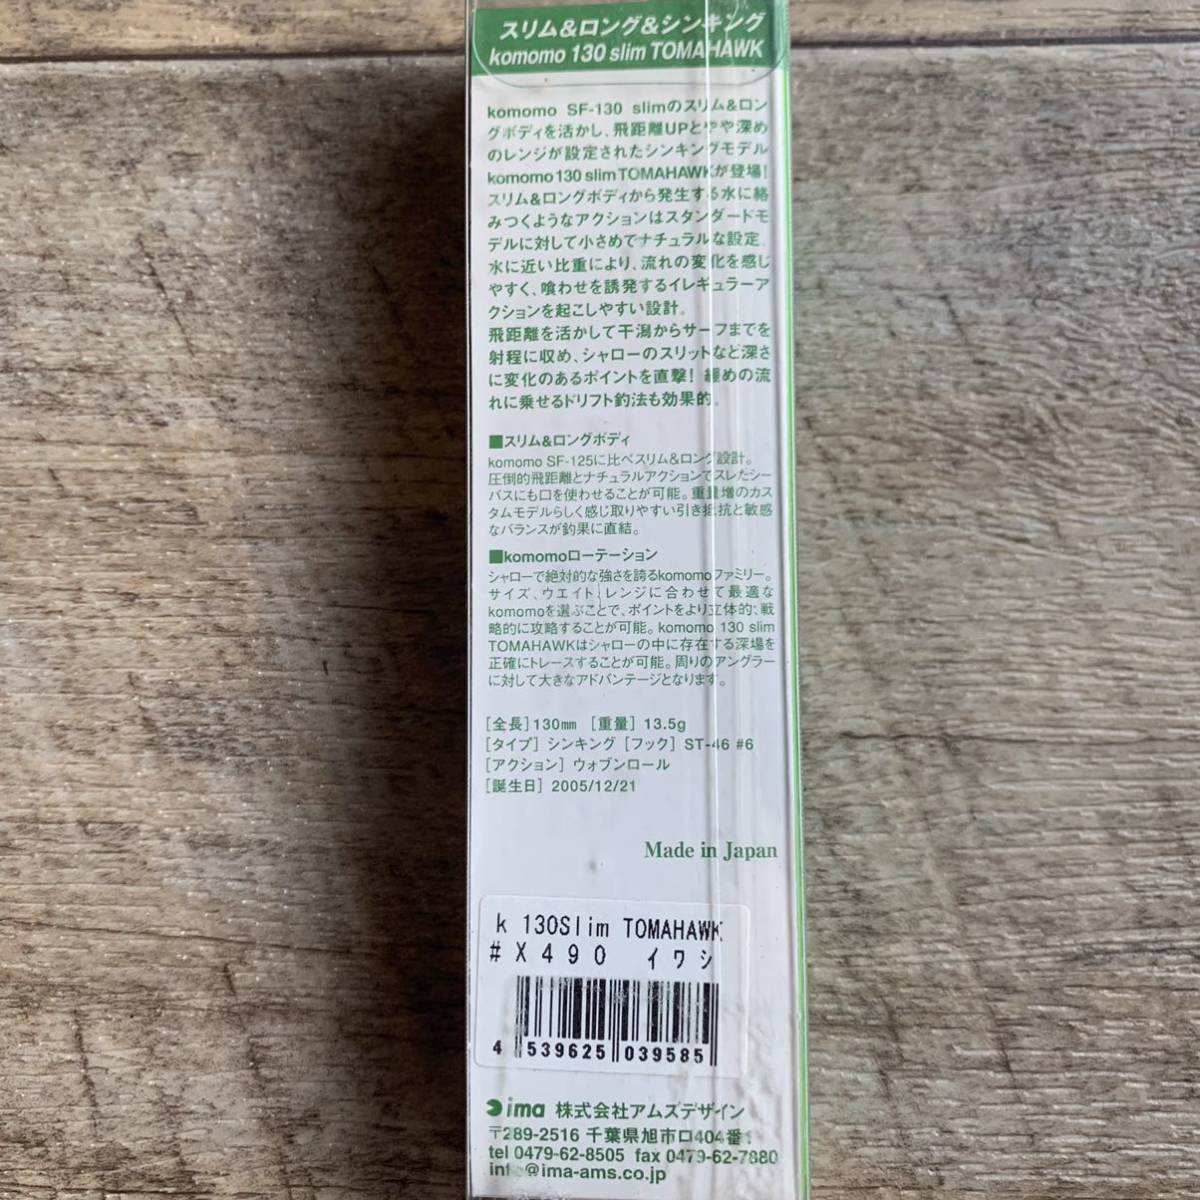 スリム&ロング&シンキング
komomo 130 slim TOMAHAWK
komomo SF-130 slimのスリム&ロン
グボディを活かし、飛距離UPとやや深め
のレンジが設定されたシンキングモデル
komomo 130 slim TOMAHAWKが登場!
スリム&ロングボディから発生する水に絡
みつくようなアクションはスタンダードモ
デルに対して小さめでナチュラルな設定。
水に近い比重により、流れの変化を感じ
やすく、喰わせを誘発するイレギュラーア
クションを起こしやすい設計。
飛距離を活かして干潟からサーフまでを
射程に収め、シャローのスリットなど深さ
に変化のあるポイントを直撃! 緩めの流
れに乗せるドリフト釣法も効果的。
■スリム&ロングボディ
komomo SF-125に比べスリム&ロング設計。
圧倒的飛距離とナチュラルアクションでスレたシー
バスにも口を使わせることが可能。重量増のカス
タムモデルらしく感じ取りやすい引き抵抗と敏感
なバランスが釣果に直結。
■komomoローテーション
シャローで絶対的な強さを誇るkomomoファミリー。
サイズ、ウエイト、レンジに合わせて最適な
komomoを選ぶことで、ポイントをより立体的、戦
略的に攻略することが可能。komomo 130 slim
TOMAHAWKはシャローの中に存在する深場を
正確にトレースすることが可能。周りのアングラー
に対して大きなアドバンテージとなります。
[全長] 130mm [重量] 13.5g
[タイプ] シンキング [フック] ST-46 #6
[アクション] ウォブンロール
[誕生日] 2005/12/21
Made in Japan
k 130Slim TOMAHAWK
#X490 イワシ
4 539625 039585
ima 株式会社アムズデザイン
〒289-2516 千葉県旭市ロ404番1
tel 0479-62-8505 fax 0479-62-7880
info@ima-ams.co.jp